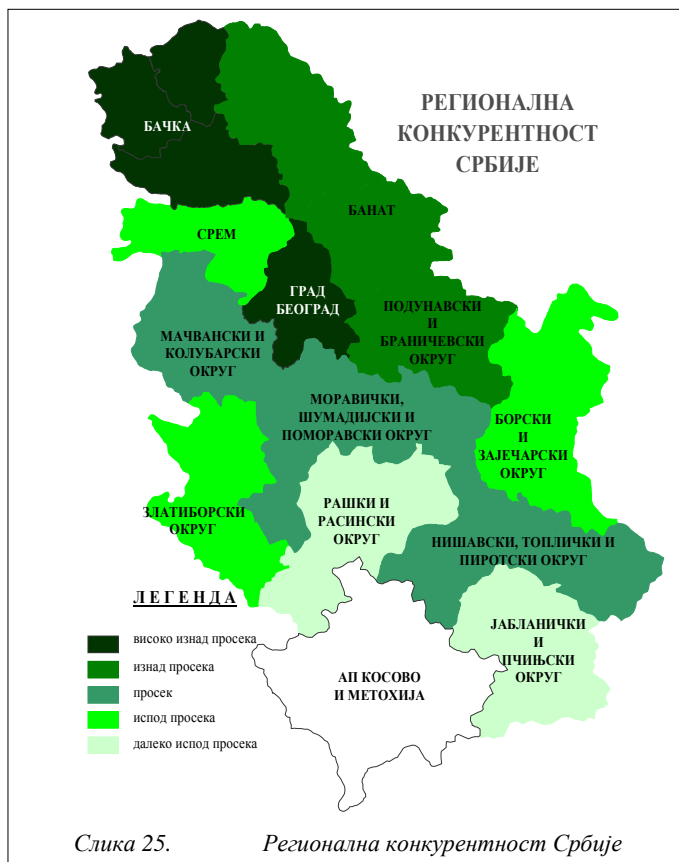 РЕГИОНАЛНА
КОНКУРЕНТНОСТ
СРБИЈЕ
БАЧКА
БАНАТ
СРЕМ
ГРАД
БЕОГРАД
ПОДУНАВСКИ
И
БРАНИЧЕВСКИ
ОКРУГ
МАЧВАНСКИ И
КОЛУБАРСКИ
ОКРУГ
МОРАВИЧКИ,
ШУМАДИЈСКИ И
ПОМОРАВСКИ ОКРУГ
БОРСКИ
И
ЗАЈЕЧАРСКИ
ОКРУГ
ЗЛАТИБОРСКИ
ОКРУГ
РАШКИ И
РАСИНСКИ
ОКРУГ
НИШАВСКИ, ТОПЛИЧКИ И
ПИРОТСКИ ОКРУГ
ЈАБЛАНИЧКИ
И
ПЧИЊСКИ
ОКРУГ
АП КОСОВО
И МЕТОХИЈА
ЛЕГЕНДА
високо изнад просека
изнад просека
просек
испод просека
далеко испод просека
Слика 25. Регионална конкурентност Србије